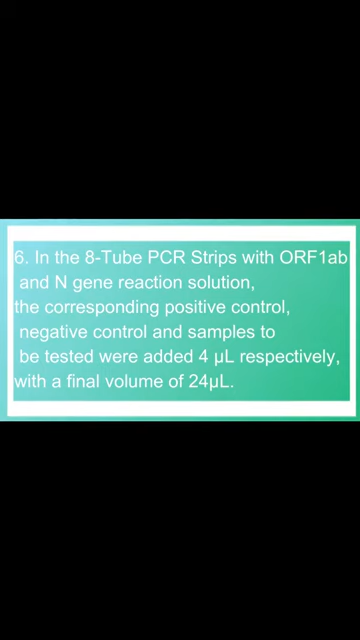 6. In the 8-Tube PCR Strips with ORF1ab
and N gene reaction solution,
the corresponding positive control,
negative control and samples to
be tested were added 4 μL respectively,
with a final volume of 24μL.